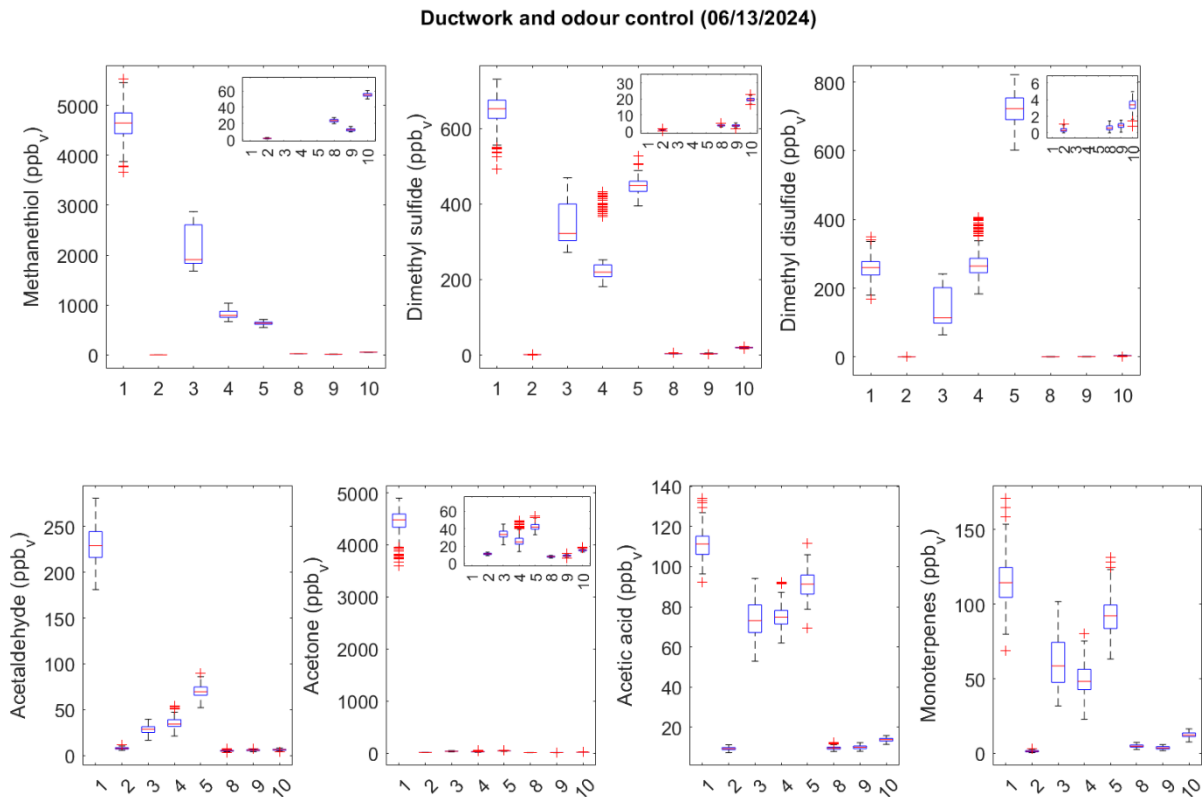 Ductwork and odour control (06/13/2024)
Methanethiol (ppbv)
5000
4000
3000
2000
1000
0
1 2 3 4 5 8 9 10
60
40
20
0
1 2 3 4 5 8 9 10
Dimethyl sulfide (ppbv)
600
400
200
0
1 2 3 4 5 8 9 10
30
20
10
0
1 2 3 4 5 8 9 10
Dimethyl disulfide (ppbv)
800
600
400
200
0
1 2 3 4 5 8 9 10
6
4
2
0
1 2 3 4 5 8 9 10
Acetaldehyde (ppbv)
250
200
150
100
50
0
1 2 3 4 5 8 9 10
Acetone (ppbv)
5000
4000
3000
2000
1000
0
1 2 3 4 5 8 9 10
60
40
20
0
1 2 3 4 5 8 9 10
Acetic acid (ppbv)
140
120
100
80
60
40
20
1 2 3 4 5 8 9 10
Monoterpenes (ppbv)
150
100
50
0
1 2 3 4 5 8 9 10